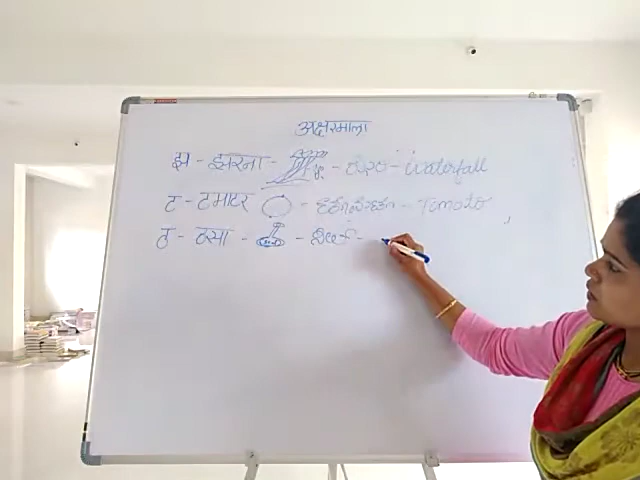 अक्षरमाला
झ - झरना - - - Waterfall
ट - टमाटर - - Tomato
ठ - ठसा - - -